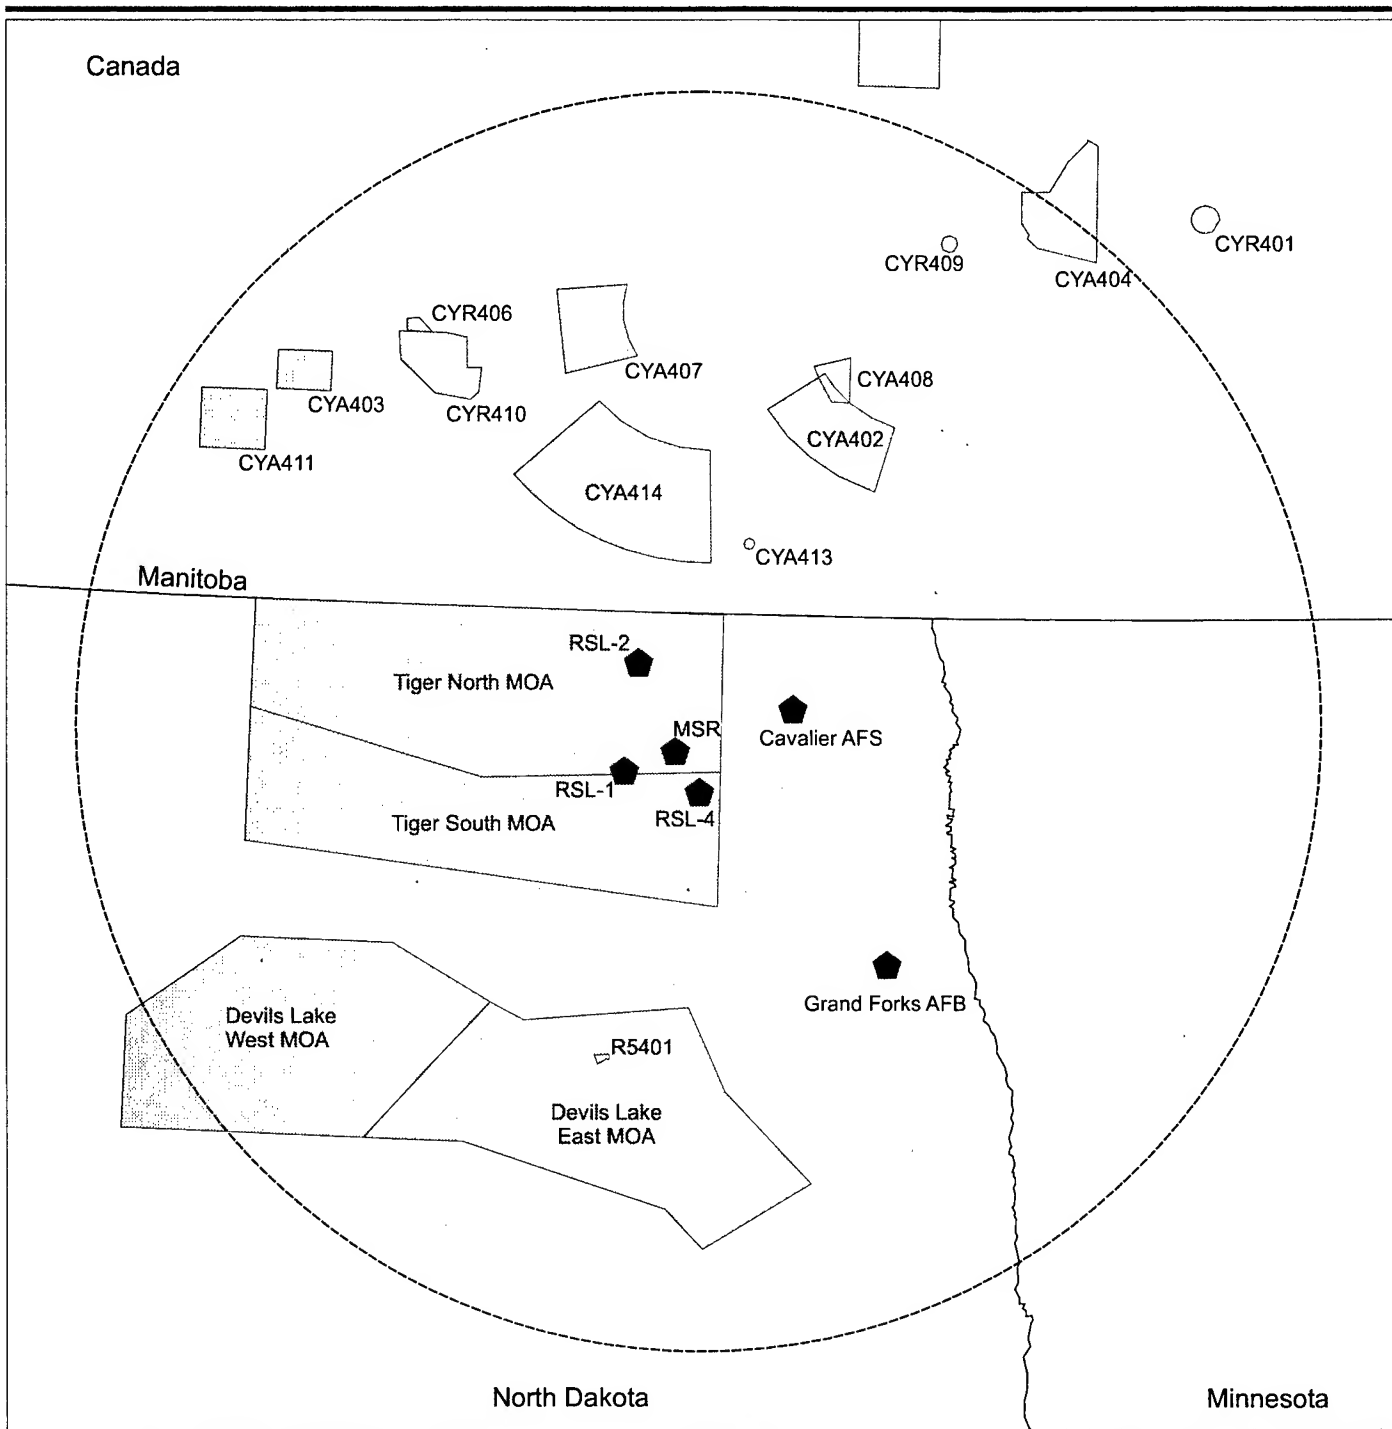 Canada
CYR401
CYR409
CYA404
CYR406
CYA407
CYA408
CYA403
CYR410
CYA402
CYA411
CYA414
CYA413
Manitoba
RSL-2
Tiger North MOA
MSR
Cavalier AFS
RSL-1
RSL-4
Tiger South MOA
Grand Forks AFB
Devils Lake
West MOA
R5401
Devils Lake
East MOA
North Dakota
Minnesota